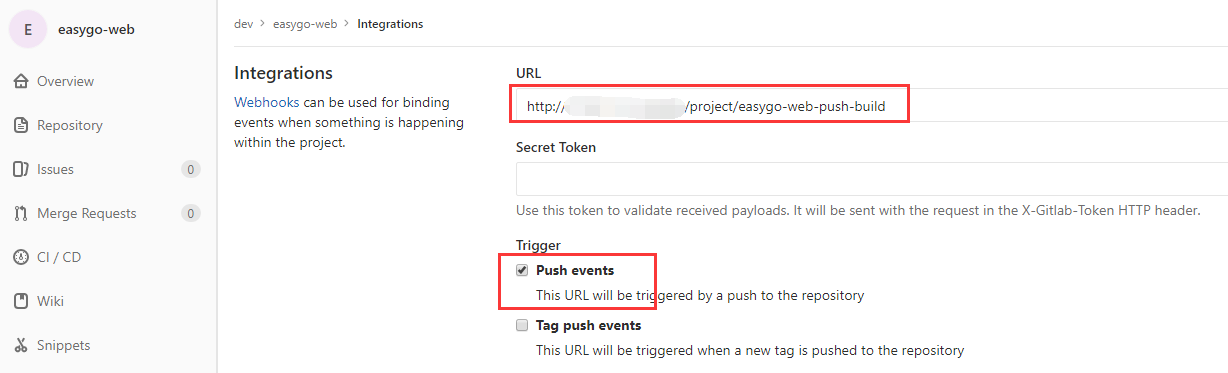 E easygo-web
Overview
Repository
Issues 0
Merge Requests 0
CI / CD
Wiki
Snippets
dev > easygo-web > Integrations
Integrations
Webhooks can be used for binding
events when something is happening
within the project.
URL
http:// /project/easygo-web-push-build
Secret Token
Use this token to validate received payloads. It will be sent with the request in the X-Gitlab-Token HTTP header.
Trigger
Push events
This URL will be triggered by a push to the repository
Tag push events
This URL will be triggered when a new tag is pushed to the repository